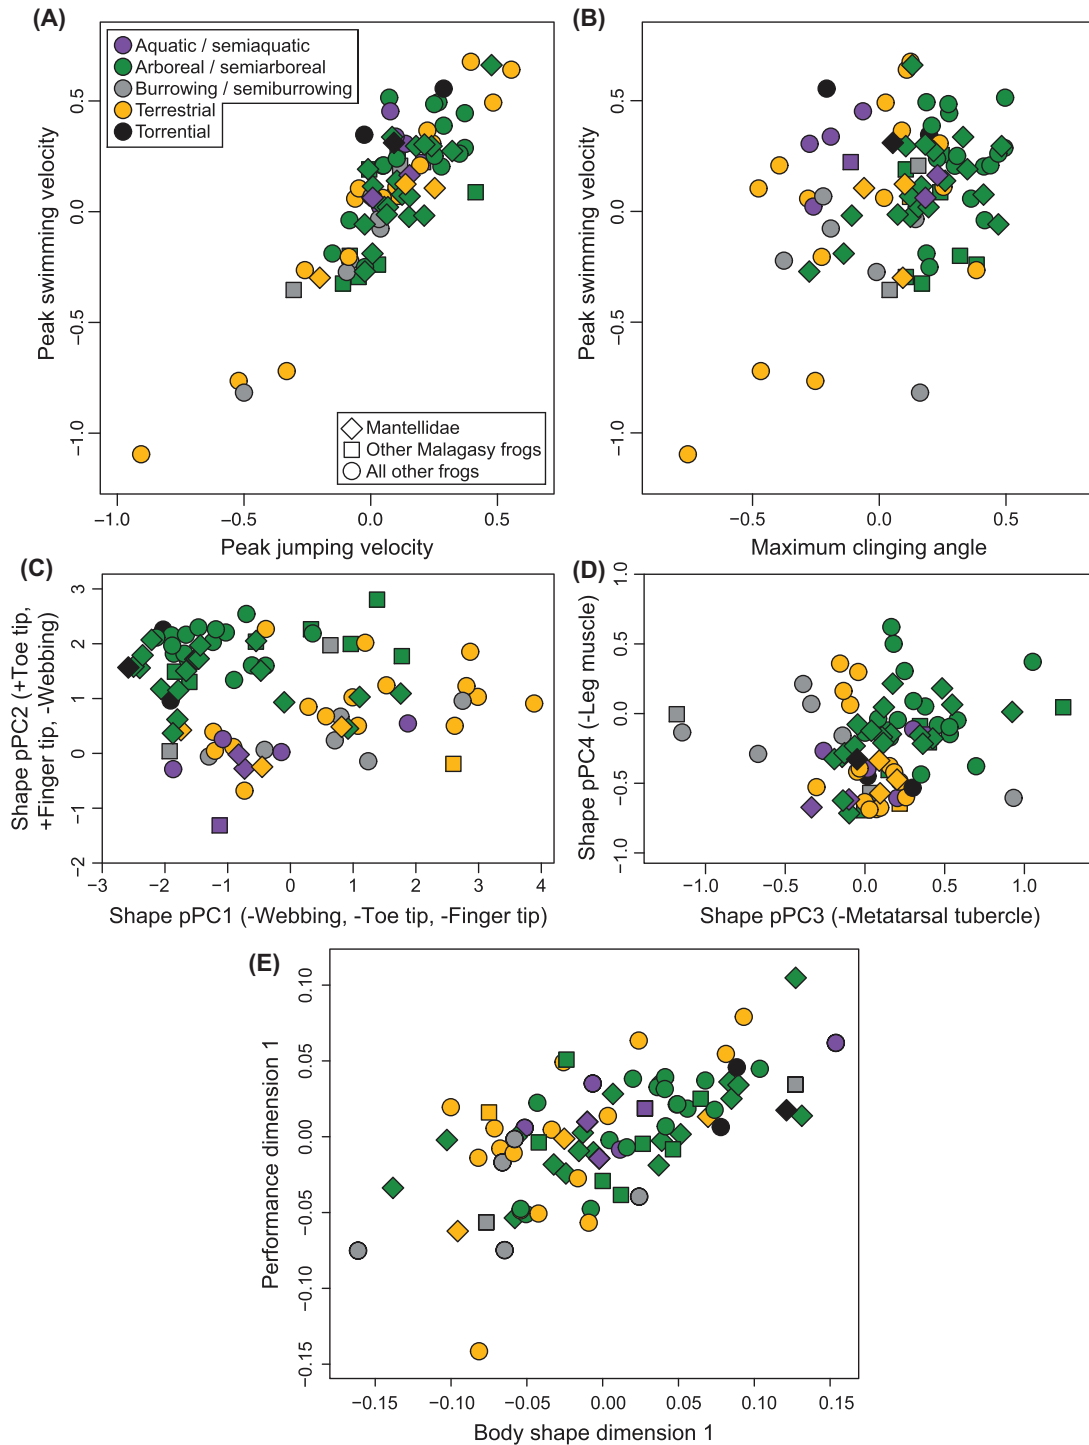 (A)
Aquatic / semiaquatic
Arboreal / semiarboreal
Burrowing / semiburrowing
Terrestrial
Torrential
Mantellidae
Other Malagasy frogs
All other frogs
0.5
0.0
−0.5
−1.0
Peak swimming velocity
−1.0 −0.5 0.0 0.5
Peak jumping velocity
(B)
0.5
0.0
−0.5
−1.0
Peak swimming velocity
−0.5 0.0 0.5
Maximum clinging angle
(C)
3
2
1
0
−1
−2
Shape pPC2 (+Toe tip,
+Finger tip, -Webbing)
−3 −2 −1 0 1 2 3 4
Shape pPC1 (-Webbing, -Toe tip, -Finger tip)
(D)
1.0
0.5
0.0
−0.5
−1.0
Shape pPC4 (-Leg muscle)
−1.0 −0.5 0.0 0.5 1.0
Shape pPC3 (-Metatarsal tubercle)
(E)
0.10
0.05
0.00
−0.05
−0.10
−0.15
Performance dimension 1
−0.15 −0.10 −0.05 0.00 0.05 0.10 0.15
Body shape dimension 1